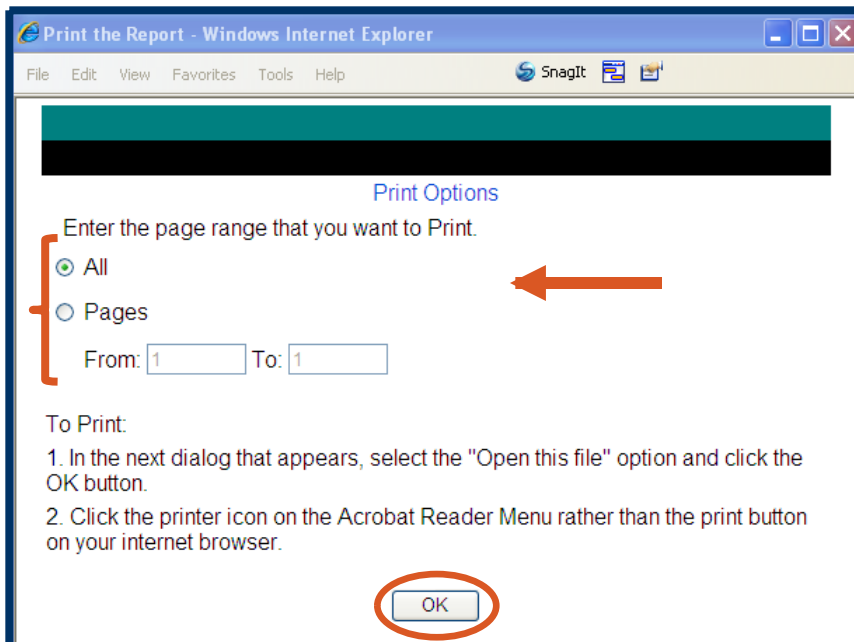 Print the Report - Windows Internet Explorer
File Edit View Favorites Tools Help SnagIt
Print Options
Enter the page range that you want to Print.
All
Pages
From: 1 To: 1
To Print:
1. In the next dialog that appears, select the "Open this file" option and click the
OK button.
2. Click the printer icon on the Acrobat Reader Menu rather than the print button
on your internet browser.
OK